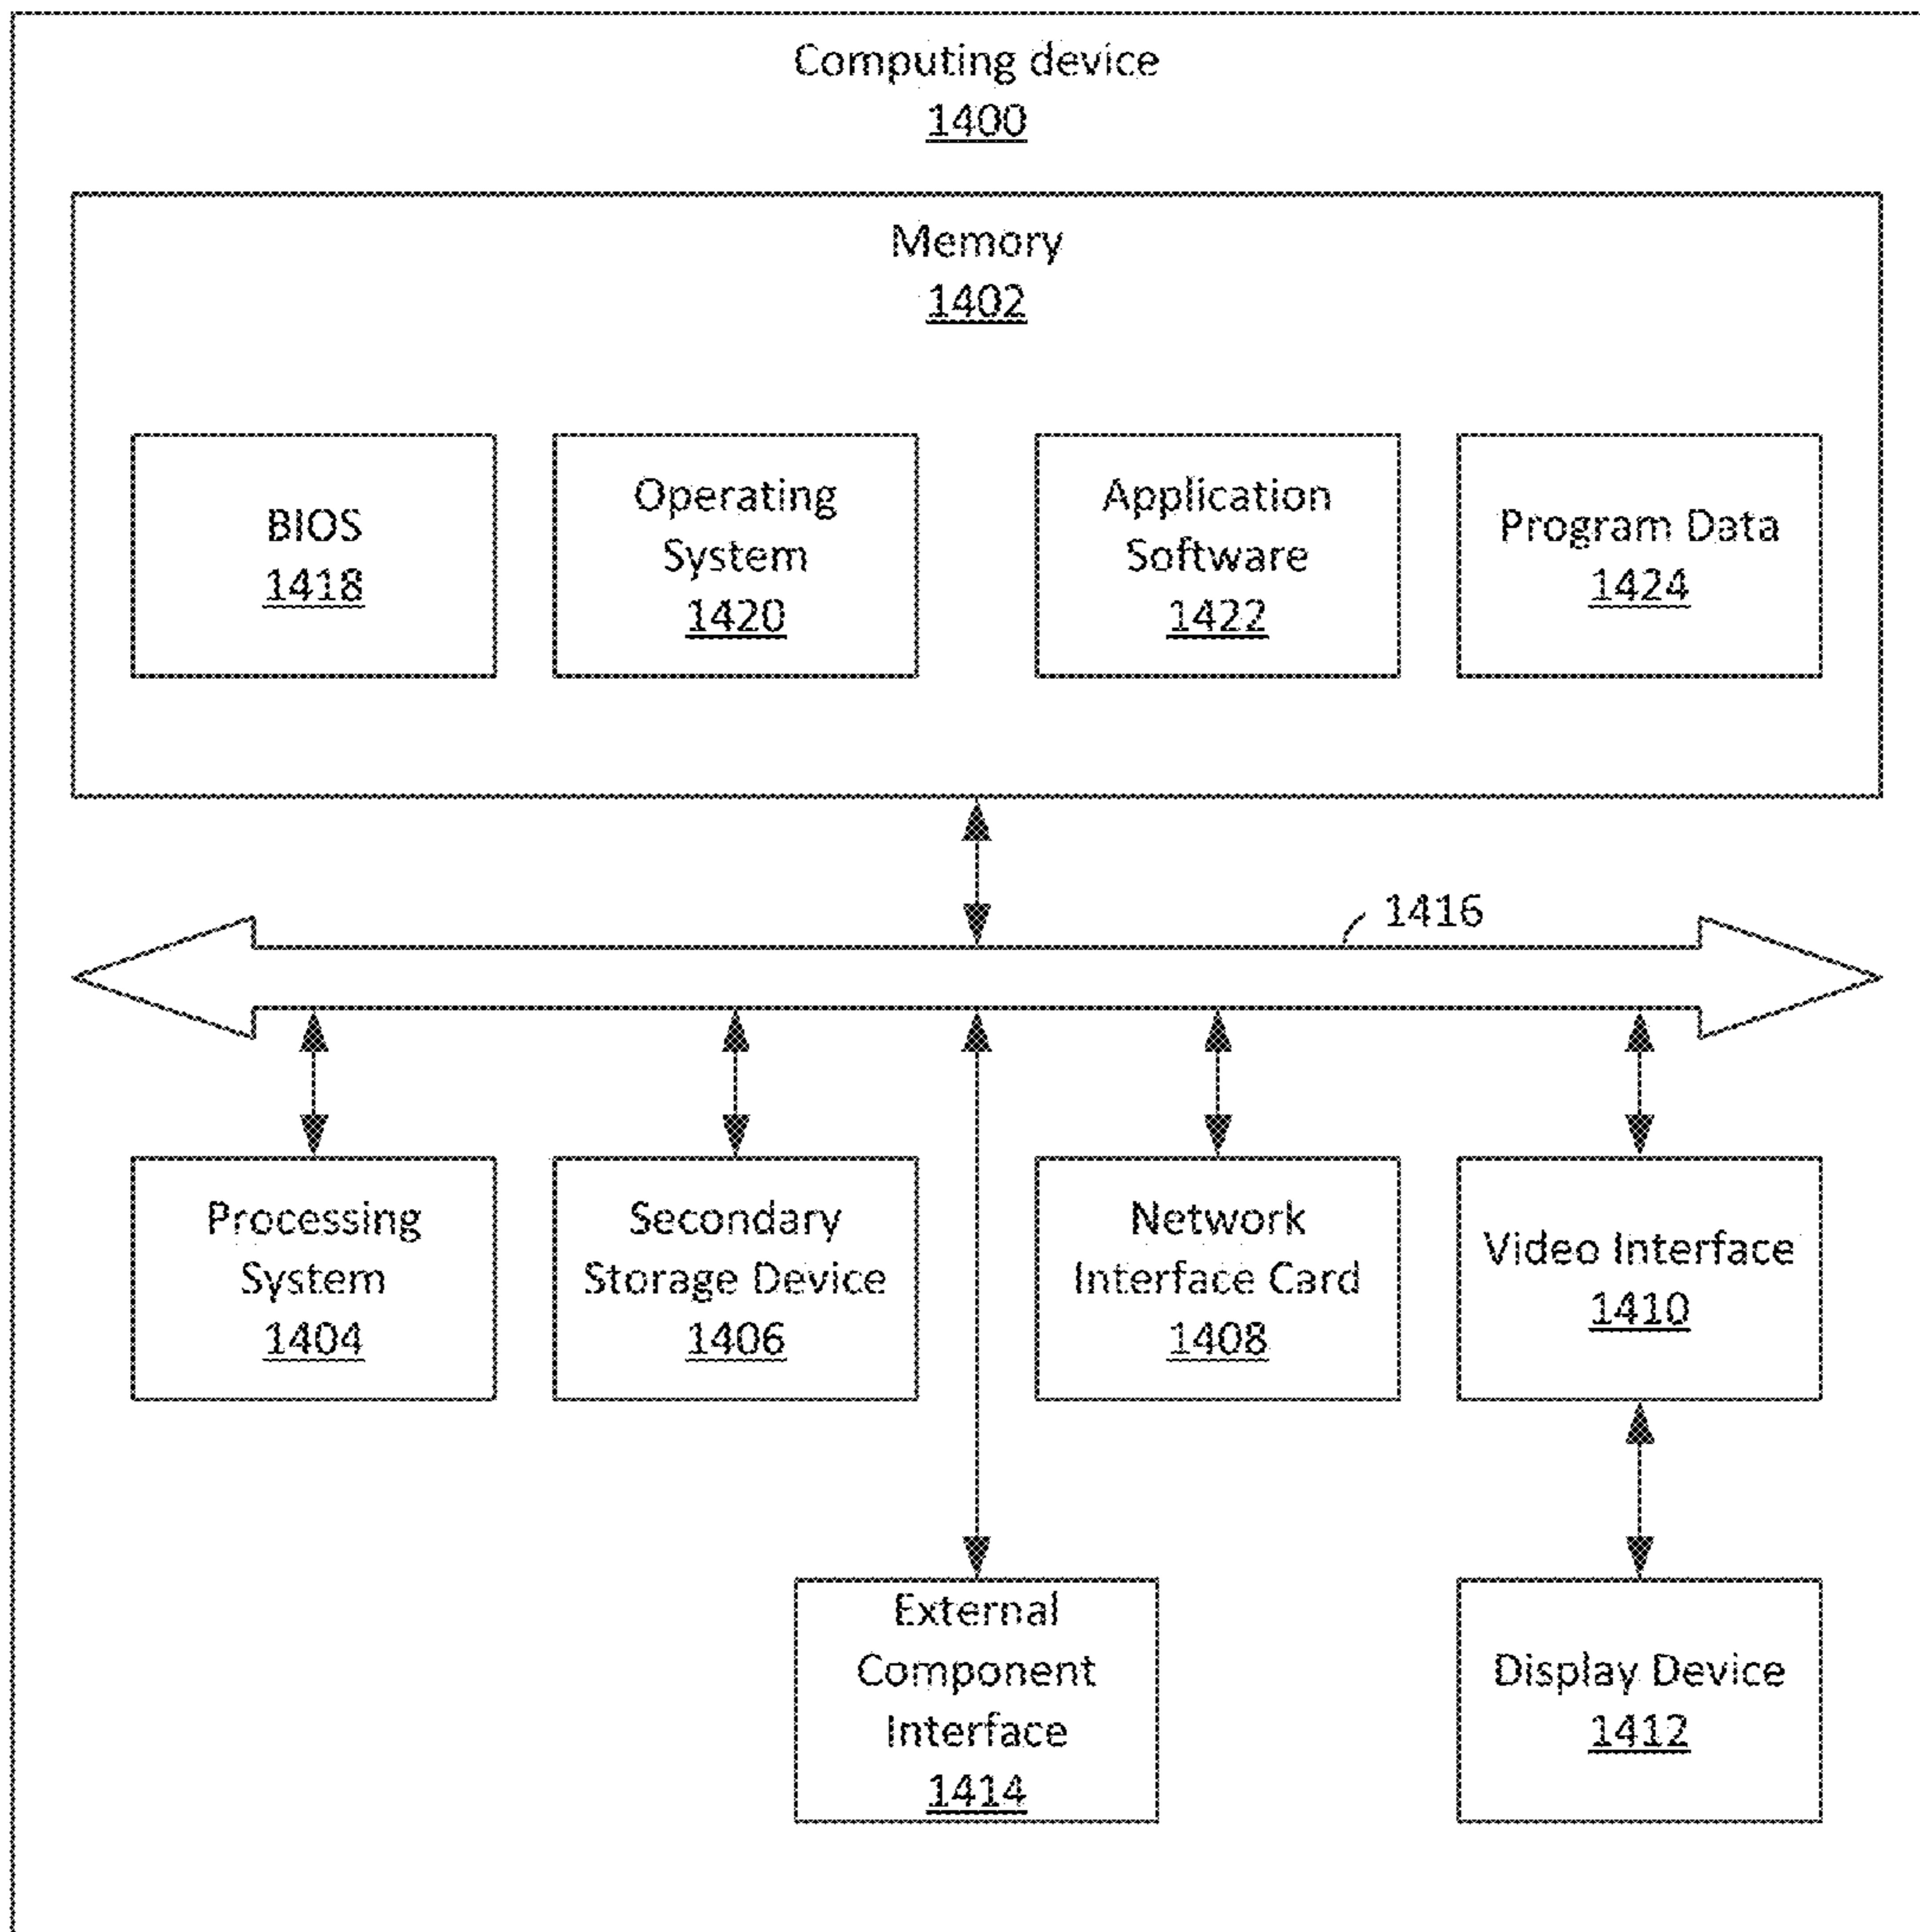 Computing device
1400
Memory
1402
BIOS
1418
Operating
System
1420
Application
Software
1422
Program Data
1424
1416
Processing
System
1404
Secondary
Storage Device
1406
Network
Interface Card
1408
Video Interface
1410
External
Component
Interface
1414
Display Device
1412